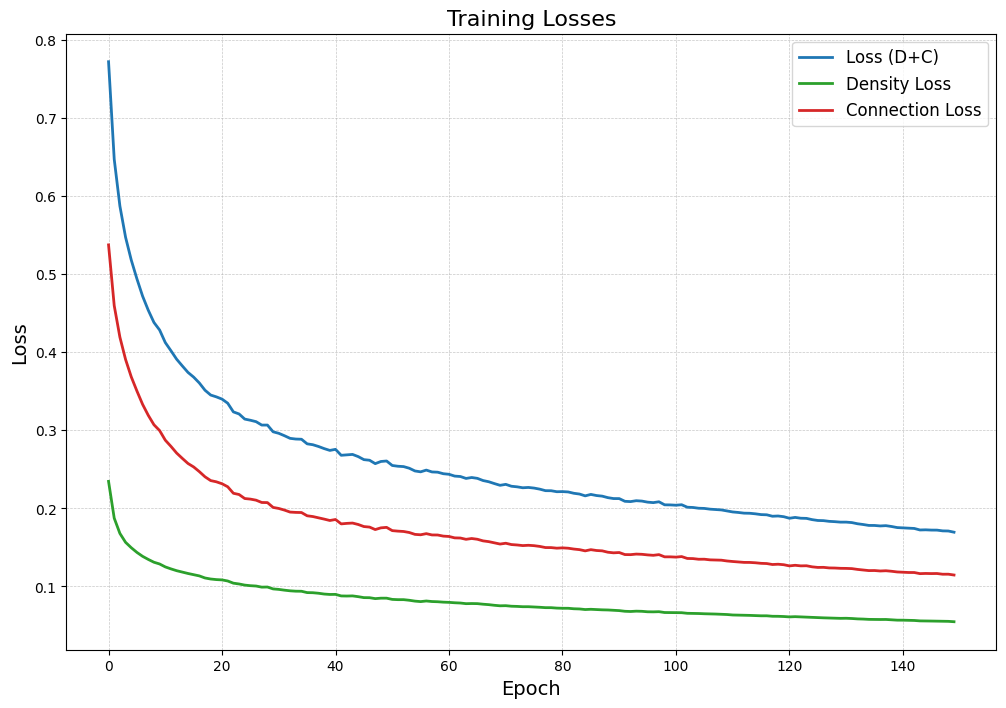 Training Losses
Loss (D+C)
Density Loss
Connection Loss
Loss
0.8
0.7
0.6
0.5
0.4
0.3
0.2
0.1
0 20 40 60 80 100 120 140
Epoch